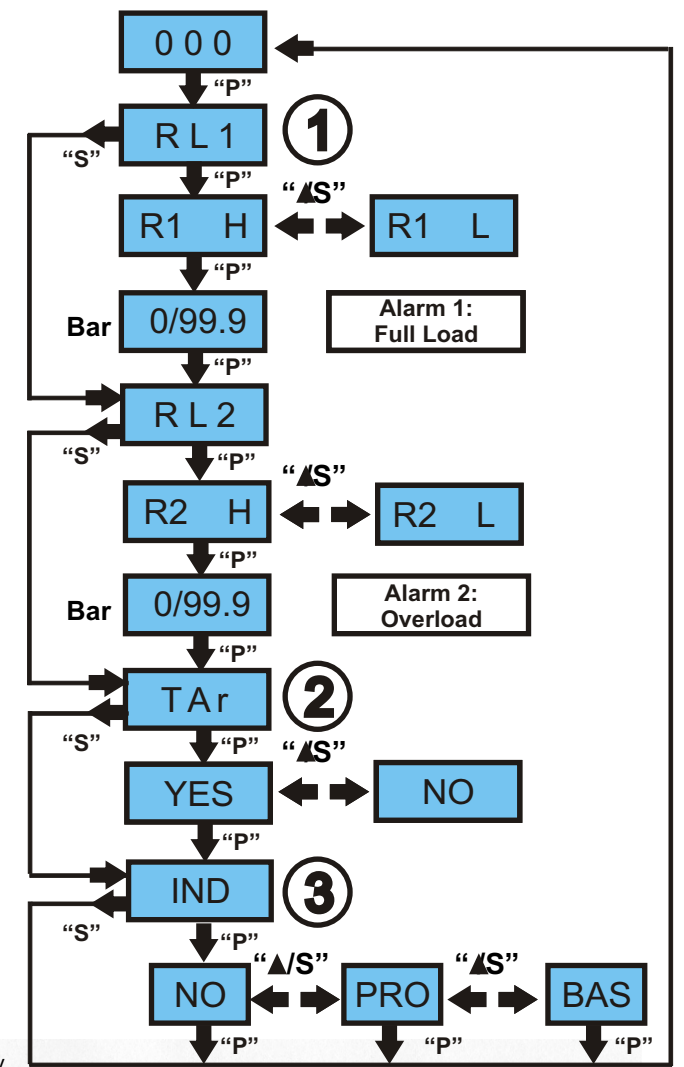 0 0 0
“P”
R L 1
1
“S”
“P”
“▲/S”
R1 H
R1 L
“P”
Bar
0/99.9
Alarm 1:
Full Load
“P”
R L 2
“S”
“P”
“▲/S”
R2 H
R2 L
“P”
Bar
0/99.9
Alarm 2:
Overload
“P”
TAr
2
“S”
“P”
“▲/S”
YES
NO
“P”
IND
3
“S”
“P”
“▲/S”
“▲/S”
NO
PRO
BAS
“P”
“P”
“P”